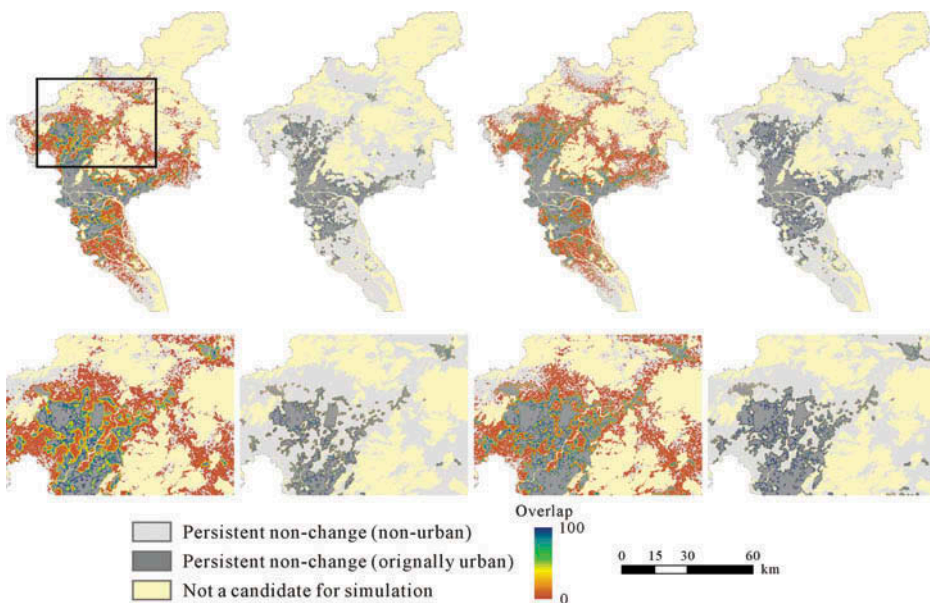 Persistent non-change (non-urban)
Persistent non-change (orignally urban)
Not a candidate for simulation
Overlap
100
0
0 15 30 60
km